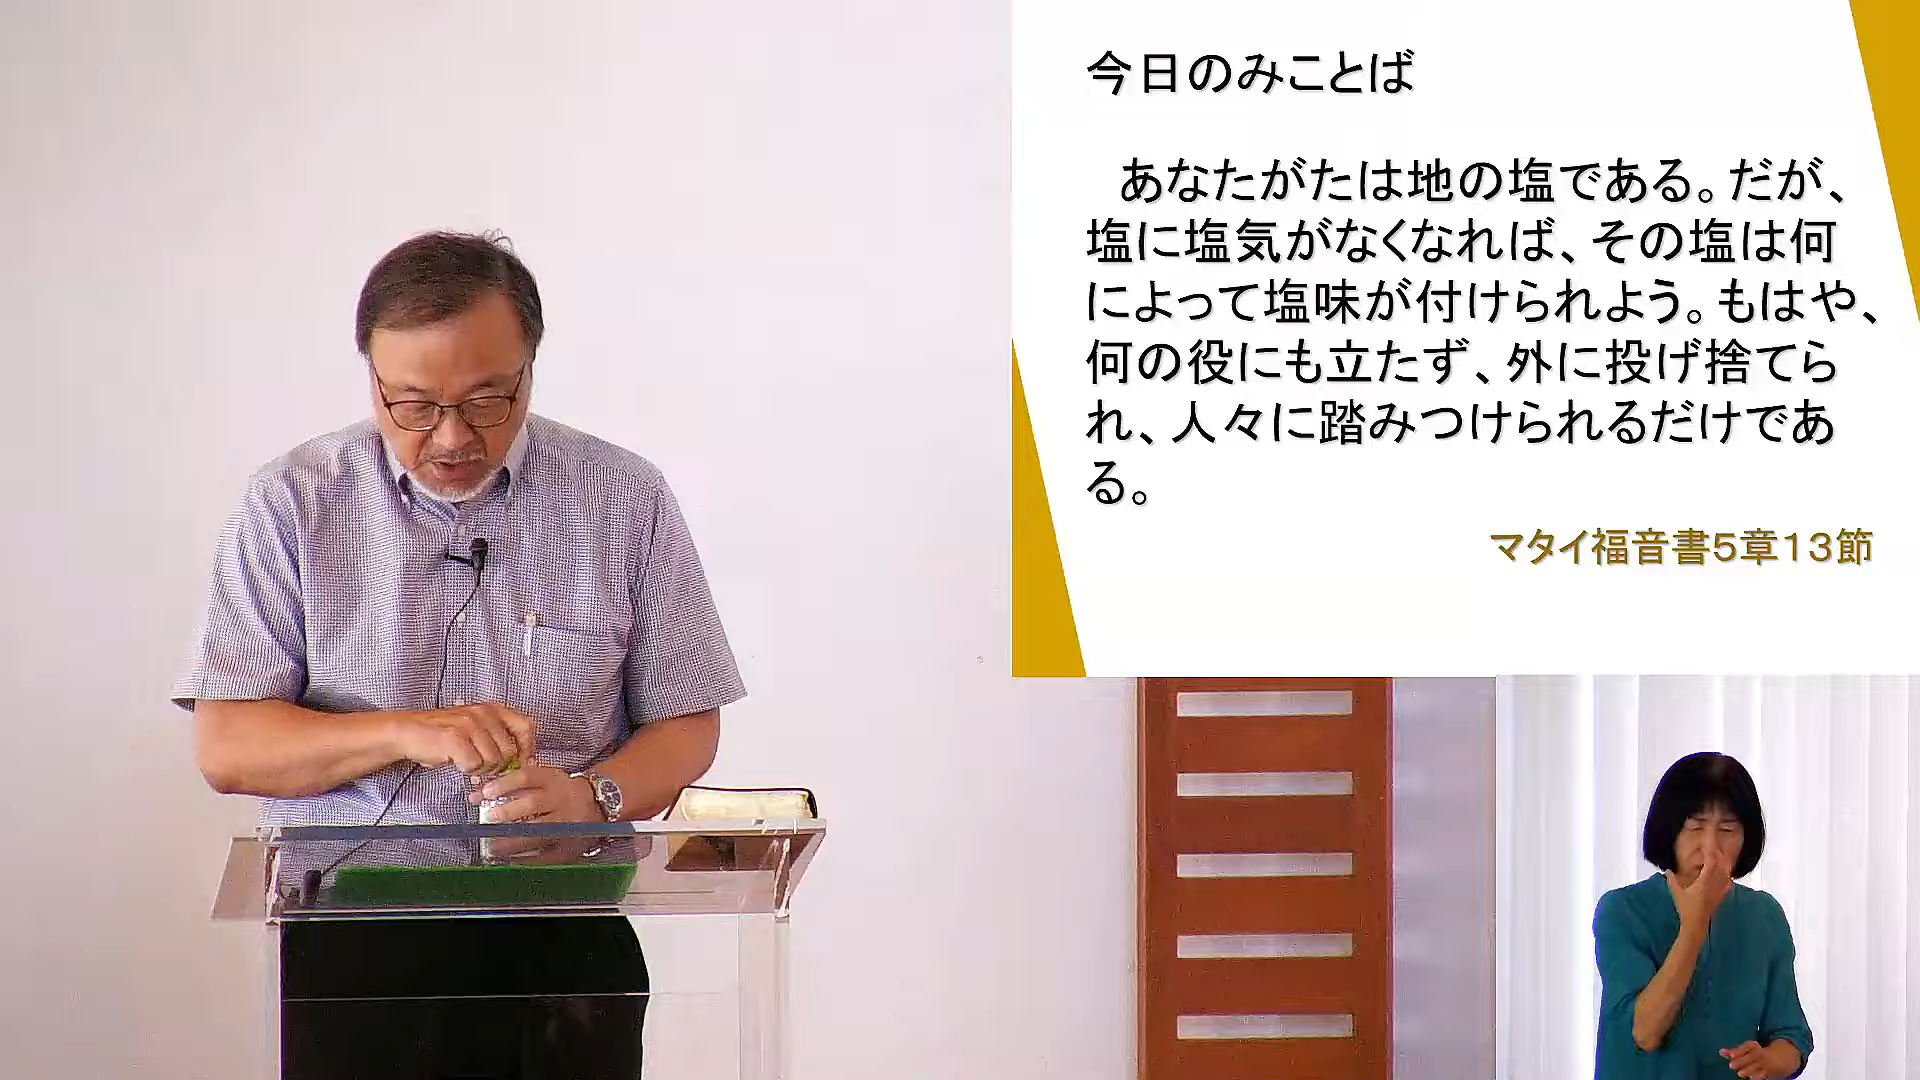 今日のみことば
あなたがたは地の塩である。だが、
塩に塩気がなくなれば、その塩は何
によって塩味が付けられよう。もはや、
何の役にも立たず、外に投げ捨てら
れ、人々に踏みつけられるだけであ
る。
マタイ福音書5章13節